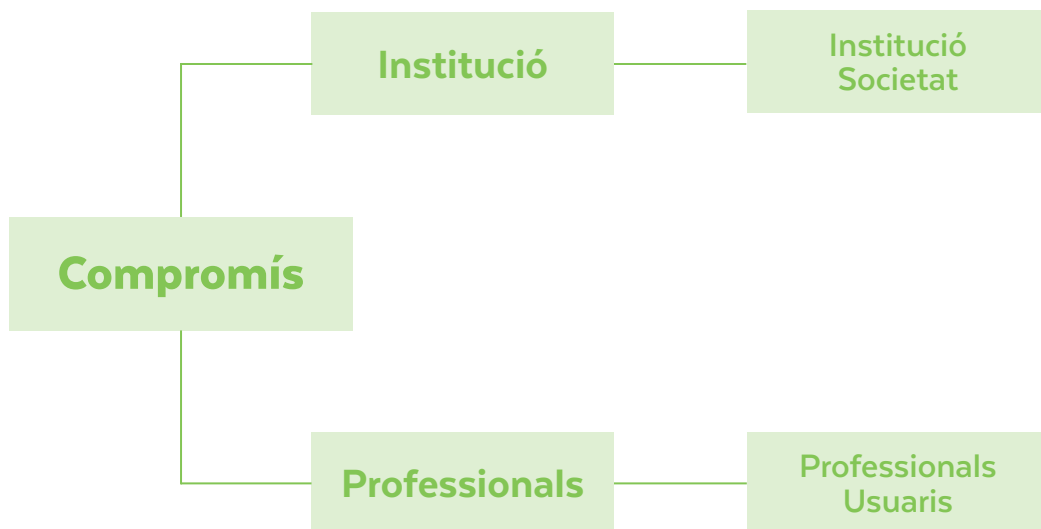 Institució
Institució
Societat
Compromís
Professionals
Professionals
Usuaris